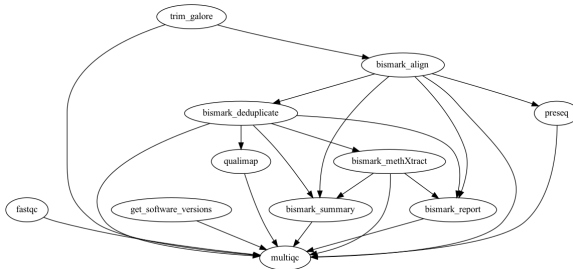 trim_galore
bismark_align
bismark_deduplicate
preseq
qualimap
bismark_methXtract
fastqc
get_software_versions
bismark_summary
bismark_report
multiqc